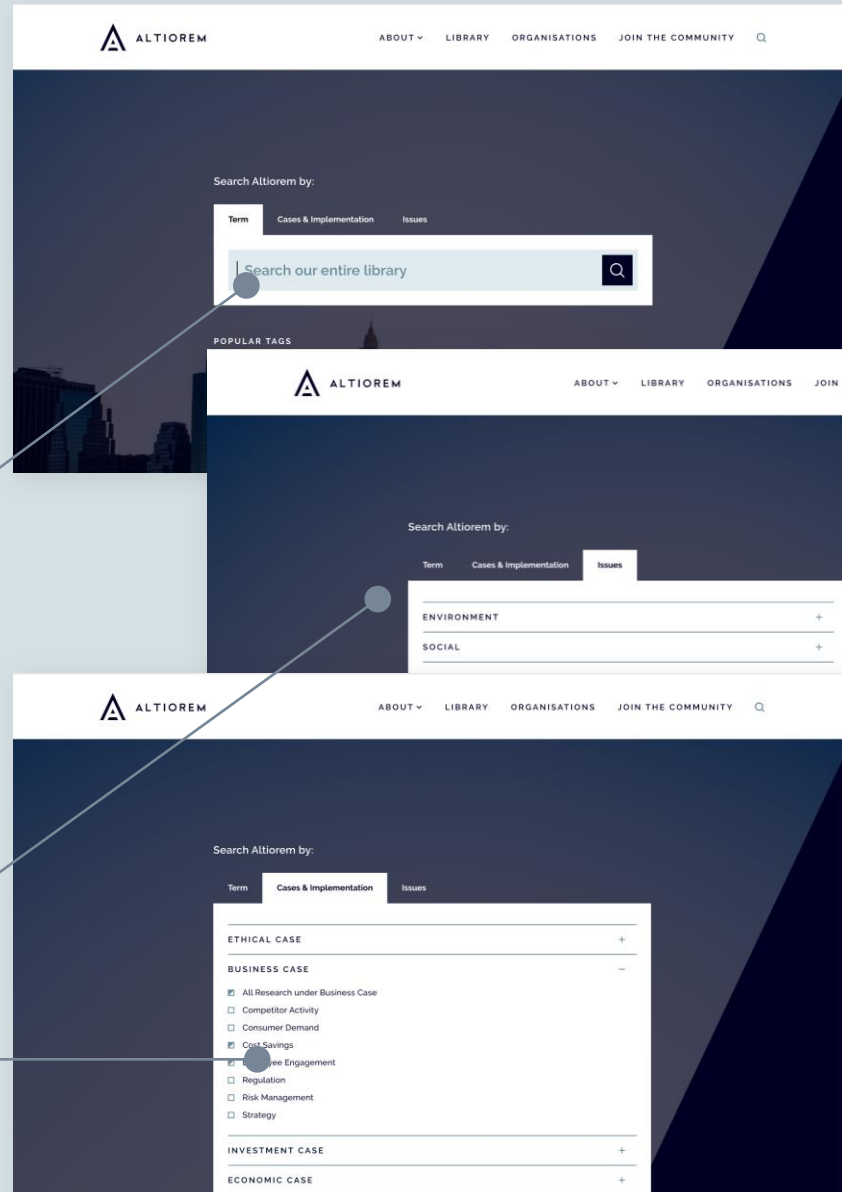 ALTIOREM
ABOUT LIBRARY ORGANISATIONS JOIN THE COMMUNITY
Search Altiorem by:
Term Cases & Implementation Issues
Search our entire library
POPULAR TAGS
ALTIOREM
ABOUT LIBRARY ORGANISATIONS JOIN
Search Altiorem by:
Term Cases & Implementation Issues
ENVIRONMENT +
SOCIAL +
ALTIOREM
ABOUT LIBRARY ORGANISATIONS JOIN THE COMMUNITY
Search Altiorem by:
Term Cases & Implementation Issues
ETHICAL CASE +
BUSINESS CASE −
All Research under Business Case
Competitor Activity
Consumer Demand
Cost Savings
Engagement
Regulation
Risk Management
Strategy
INVESTMENT CASE +
ECONOMIC CASE +